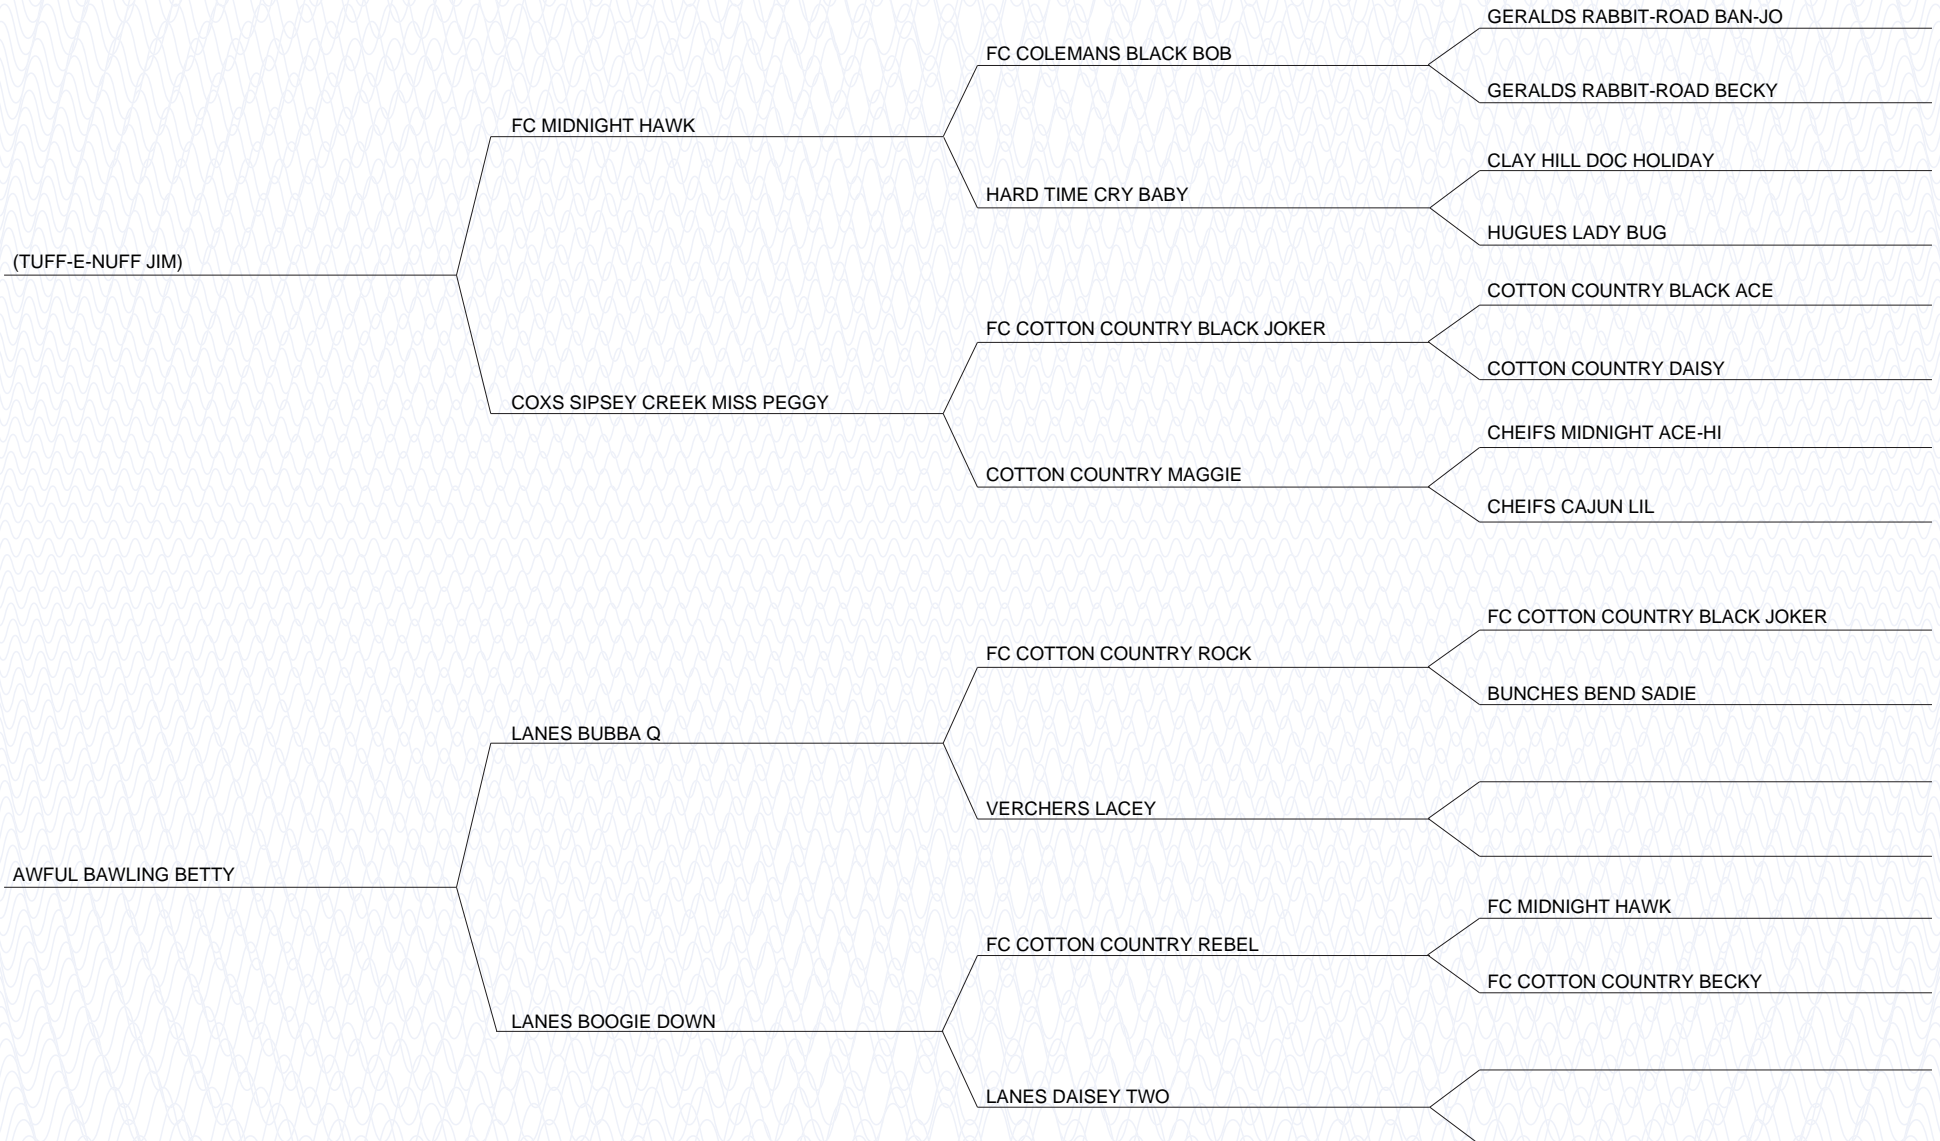 GERALDS RABBIT-ROAD BAN-JO
FC COLEMANS BLACK BOB
GERALDS RABBIT-ROAD BECKY
FC MIDNIGHT HAWK
CLAY HILL DOC HOLIDAY
HARD TIME CRY BABY
HUGUES LADY BUG
(TUFF-E-NUFF JIM)
COTTON COUNTRY BLACK ACE
FC COTTON COUNTRY BLACK JOKER
COTTON COUNTRY DAISY
COXS SIPSEY CREEK MISS PEGGY
CHEIFS MIDNIGHT ACE-HI
COTTON COUNTRY MAGGIE
CHEIFS CAJUN LIL
FC COTTON COUNTRY BLACK JOKER
FC COTTON COUNTRY ROCK
BUNCHES BEND SADIE
LANES BUBBA Q
VERCHERS LACEY
AWFUL BAWLING BETTY
FC MIDNIGHT HAWK
FC COTTON COUNTRY REBEL
FC COTTON COUNTRY BECKY
LANES BOOGIE DOWN
LANES DAISEY TWO